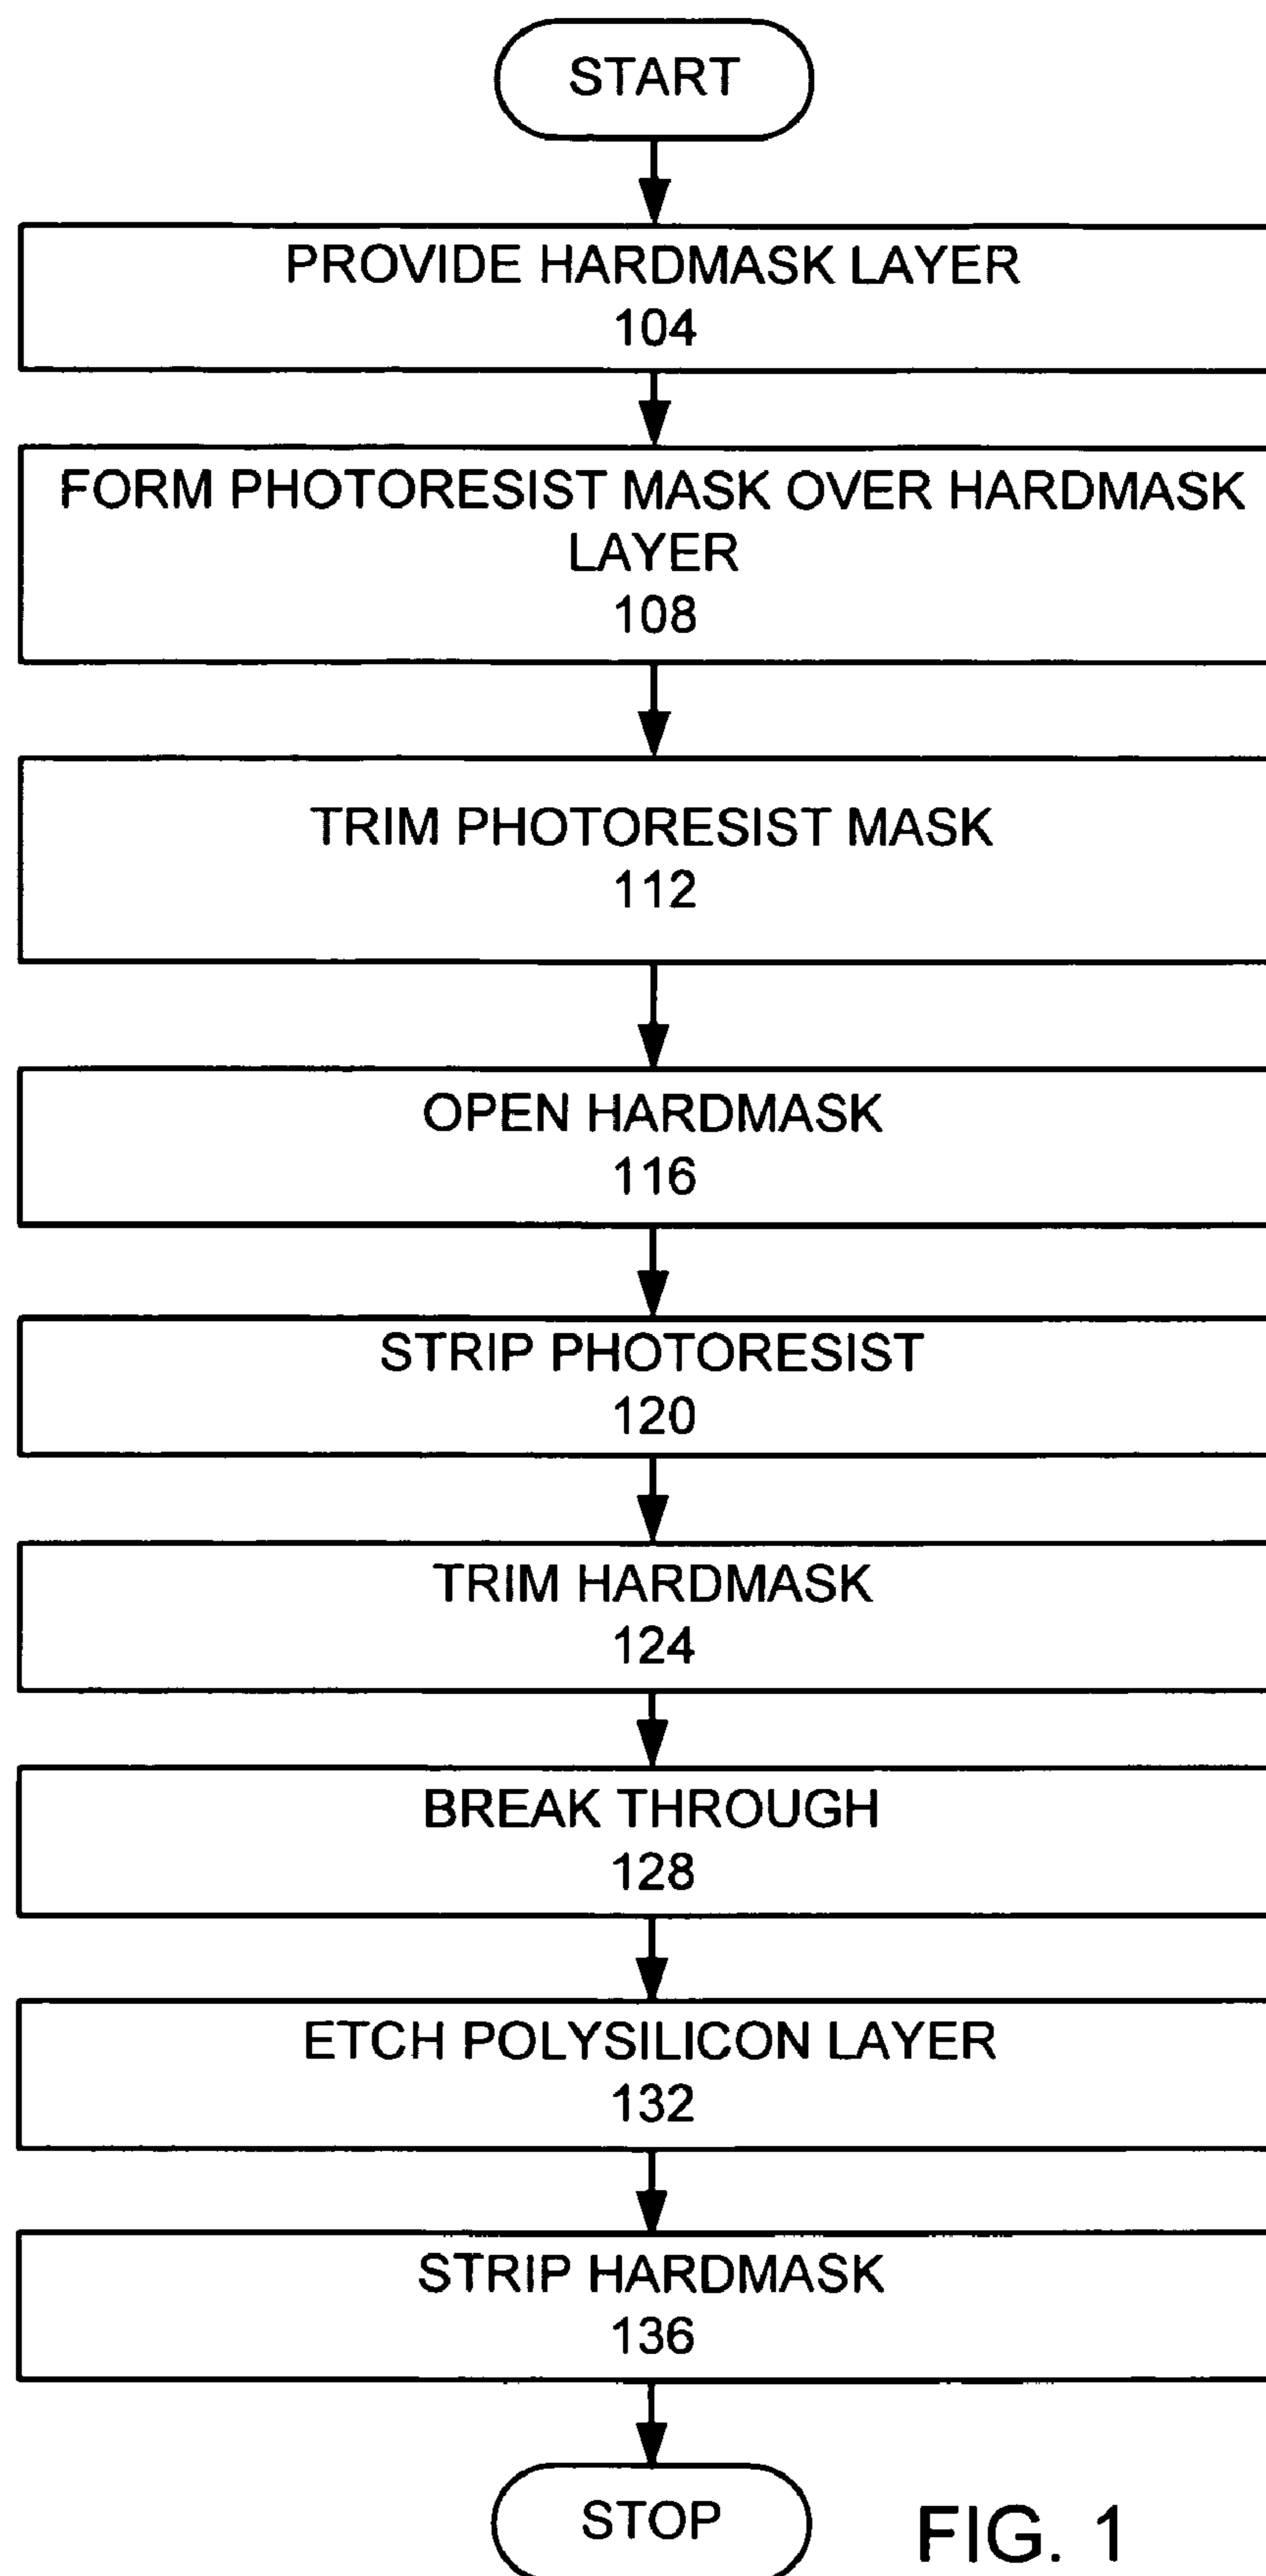 START
PROVIDE HARDMASK LAYER
104
FORM PHOTORESIST MASK OVER HARDMASK
LAYER
108
TRIM PHOTORESIST MASK
112
OPEN HARDMASK
116
STRIP PHOTORESIST
120
TRIM HARDMASK
124
BREAK THROUGH
128
ETCH POLYSILICON LAYER
132
STRIP HARDMASK
136
STOP
FIG. 1